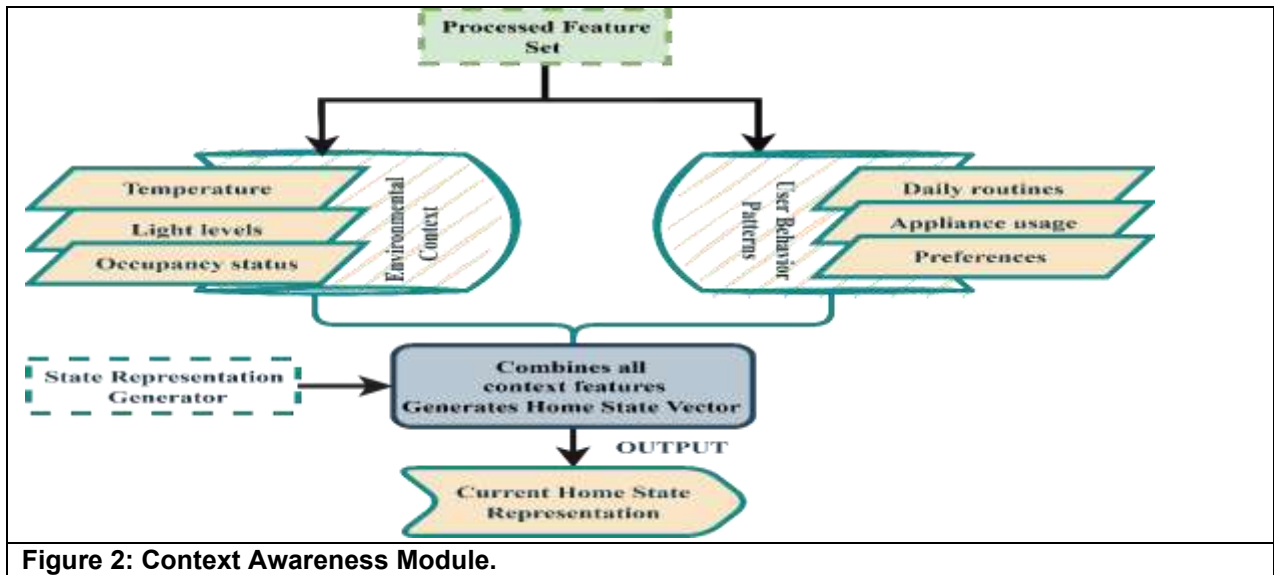 Processed Feature
Set
Temperature
Light levels
Occupancy status
Environmental
Context
User Behavior
Patterns
Daily routines
Appliance usage
Preferences
State Representation
Generator
Combines all
context features
Generates Home State Vector
OUTPUT
Current Home State
Representation
Figure 2: Context Awareness Module.